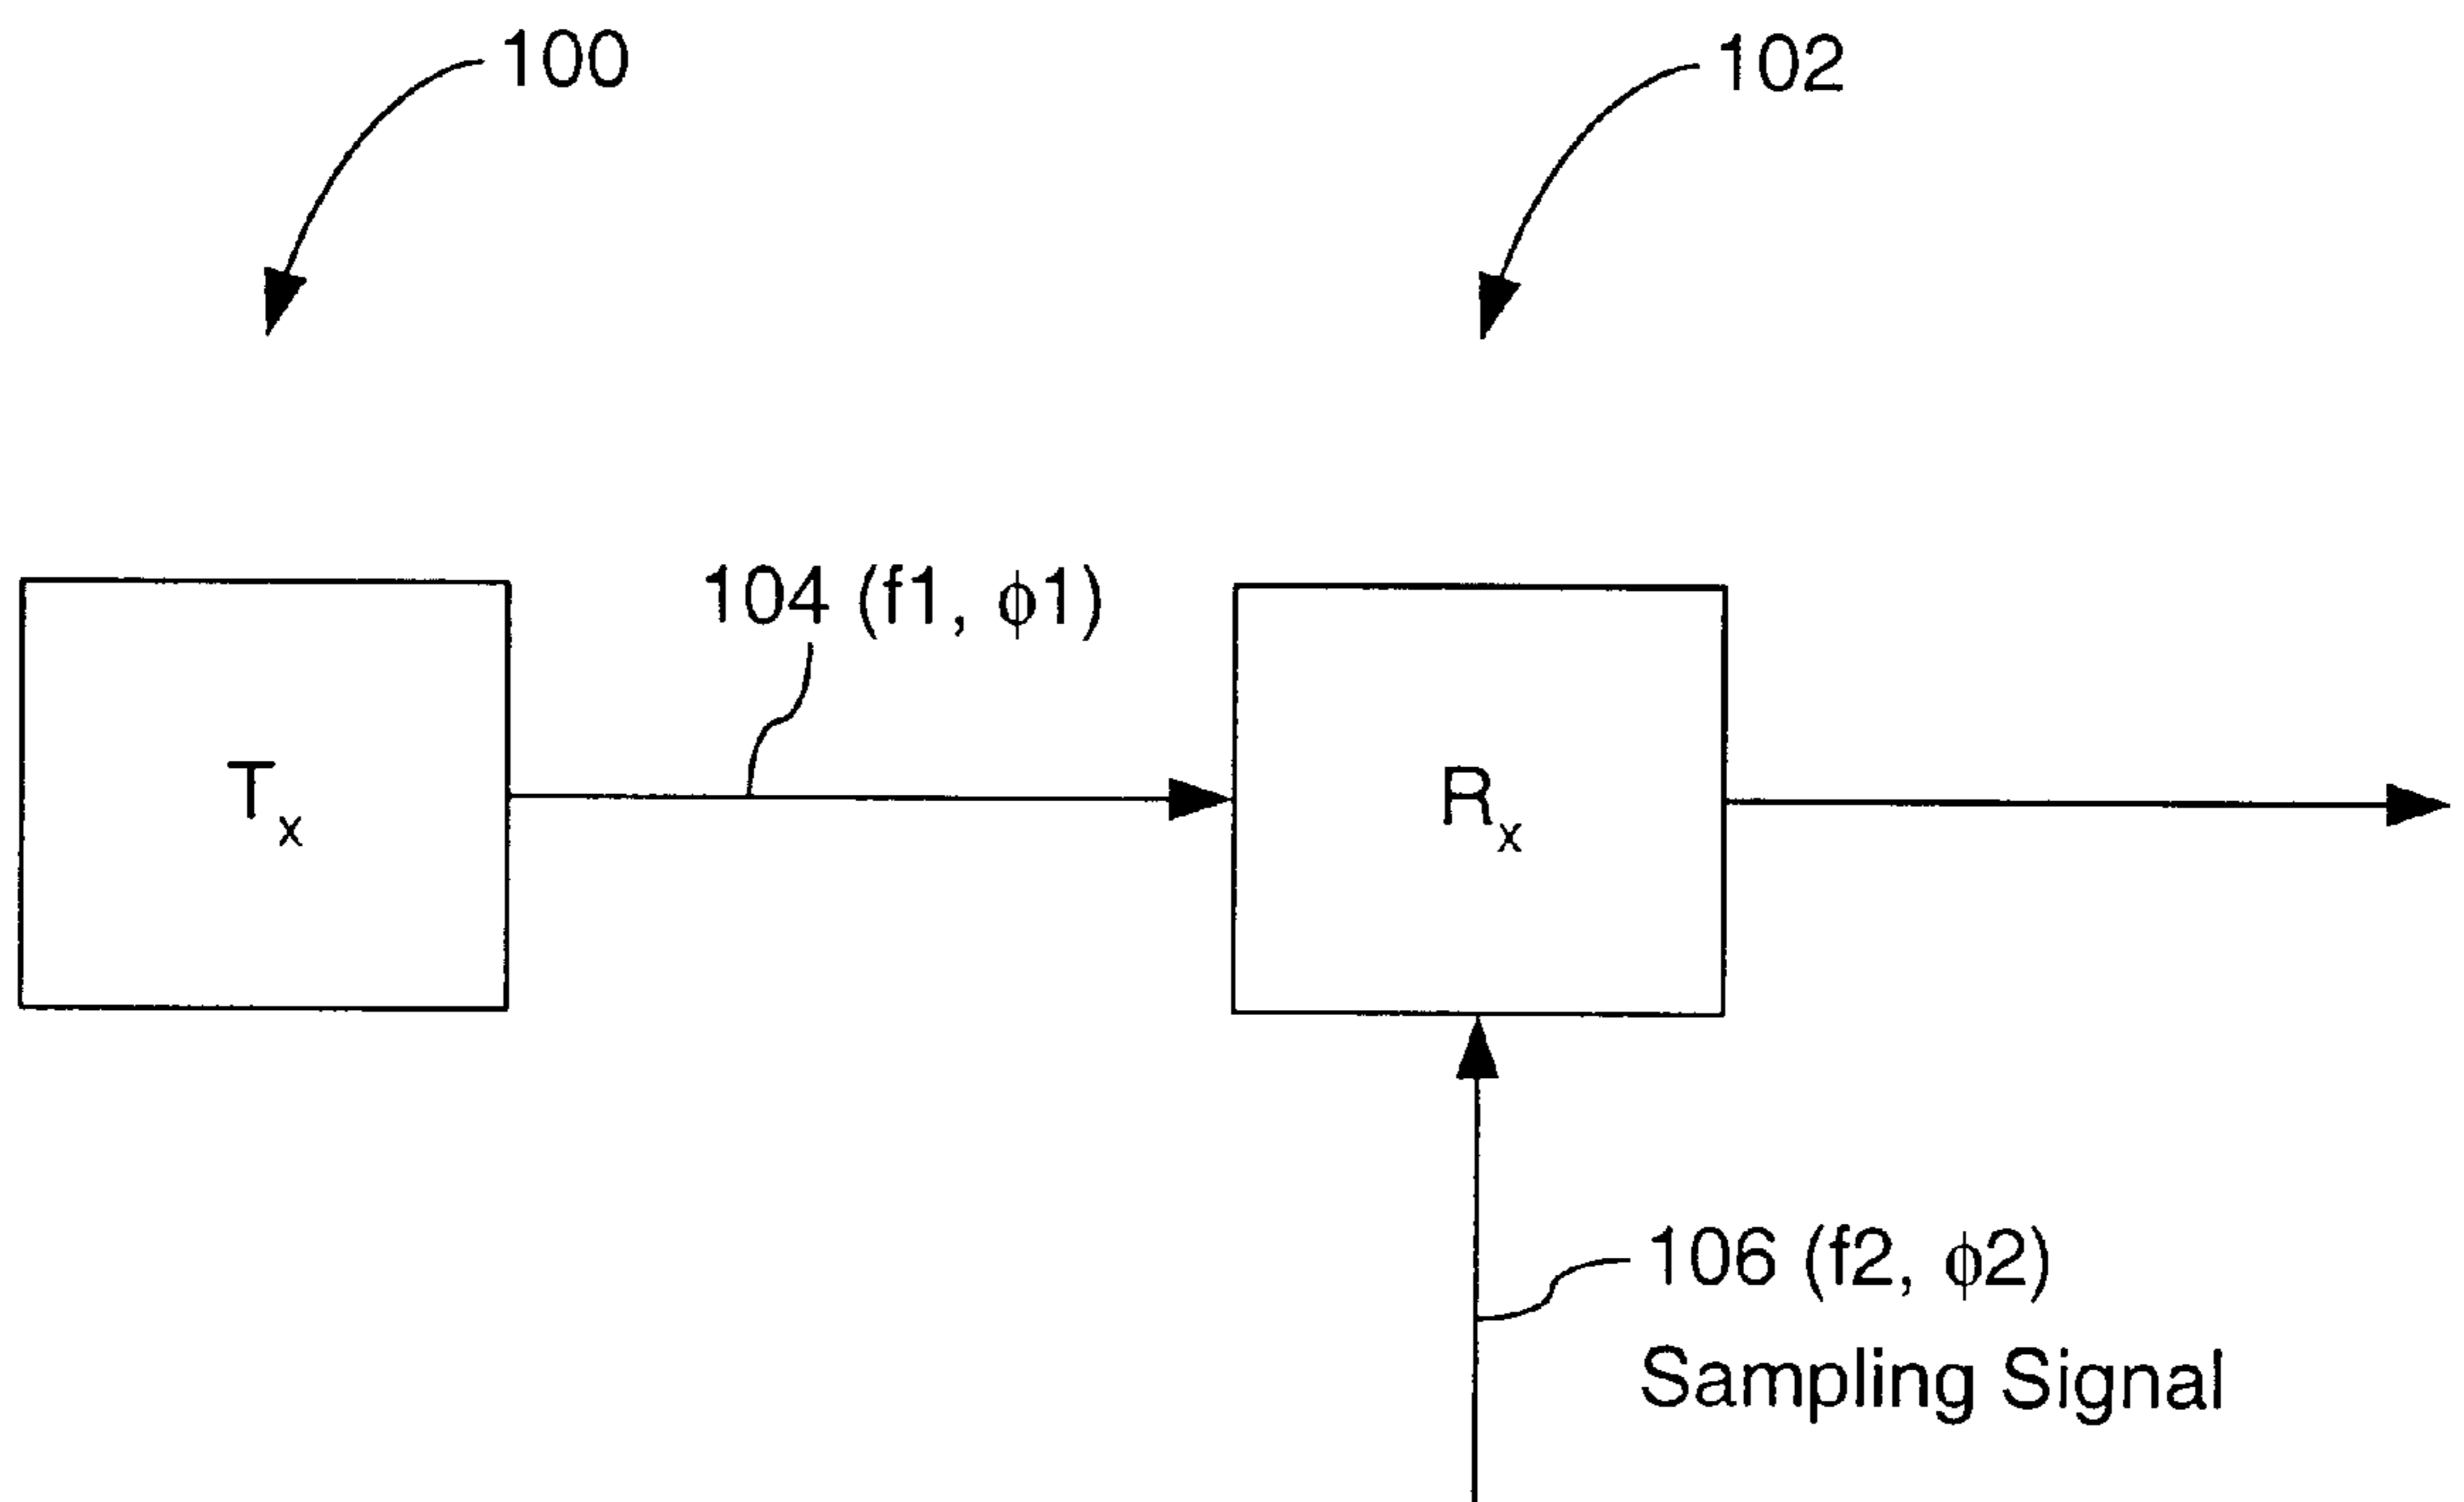 100
102
104 (f1, ϕ1)
Tx
Rx
106 (f2, ϕ2)
Sampling Signal